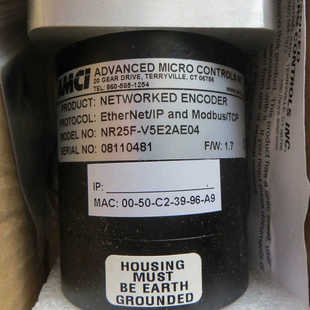 AMCI
ADVANCED MICRO CONTROLS
20 GEAR DRIVE, TERRYVILLE, CT 06786
TEL. 860-585-1254
PRODUCT: NETWORKED ENCODER
PROTOCOL: EtherNet/IP and Modbus/TCP
MODEL NO: NR25F-V5E2AE04
SERIAL NO: 08110481 F/W: 1.7
IP:
MAC: 00-50-C2-39-96-A9
HOUSING
MUST
BE EARTH
GROUNDED